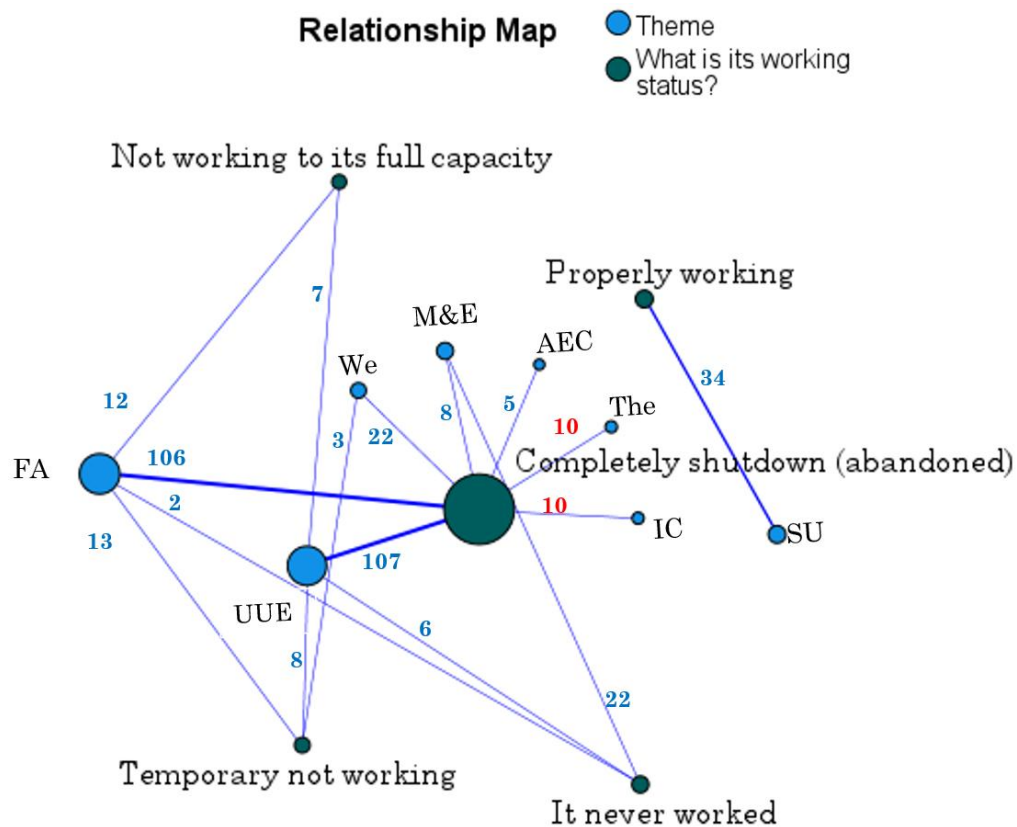 Relationship Map
Theme
What is its working
status?
Not working to its full capacity
Properly working
7
M&E
AEC
We
34
12
8
5
The
10
3
22
106
FA
Completely shutdown (abandoned)
2
10
IC
SU
13
107
UUE
6
8
22
Temporary not working
It never worked